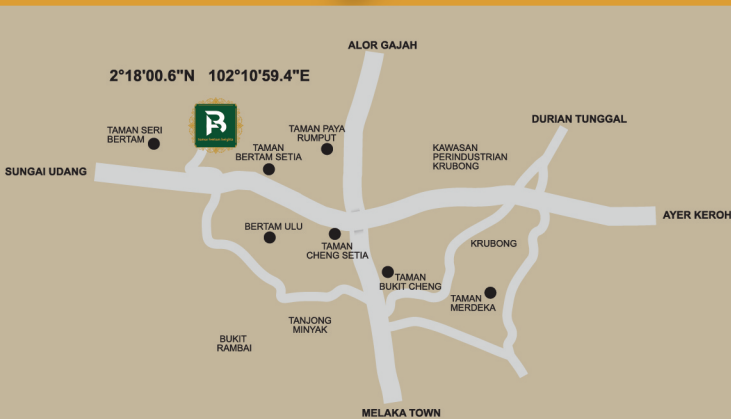 ALOR GAJAH
2°18'00.6"N 102°10'59.4"E
DURIAN TUNGGAL
TAMAN SERI
BERTAM
TAMAN PAYA
RUMPUT
TAMAN
BERTAM SETIA
KAWASAN
PERINDUSTRIAN
KRUBONG
SUNGAI UDANG
AYER KEROH
BERTAM ULU
TAMAN
CHENG SETIA
KRUBONG
TAMAN
BUKIT CHENG
TAMAN
MERDEKA
TANJONG
MINYAK
BUKIT
RAMBAI
MELAKA TOWN